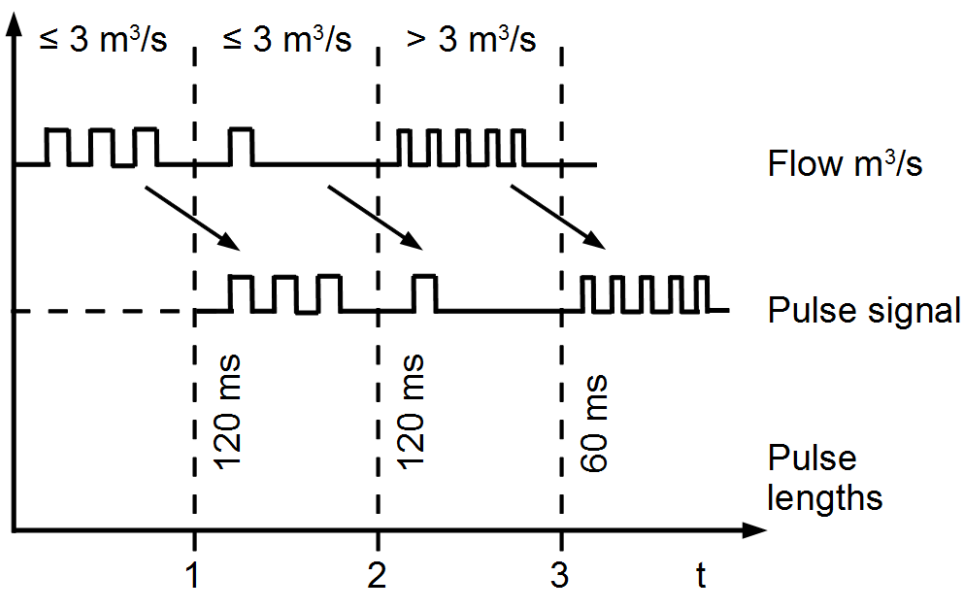 ≤ 3 m³/s ≤ 3 m³/s > 3 m³/s
Flow m³/s
Pulse signal
120 ms
120 ms
60 ms
Pulse
lengths
1 2 3 t